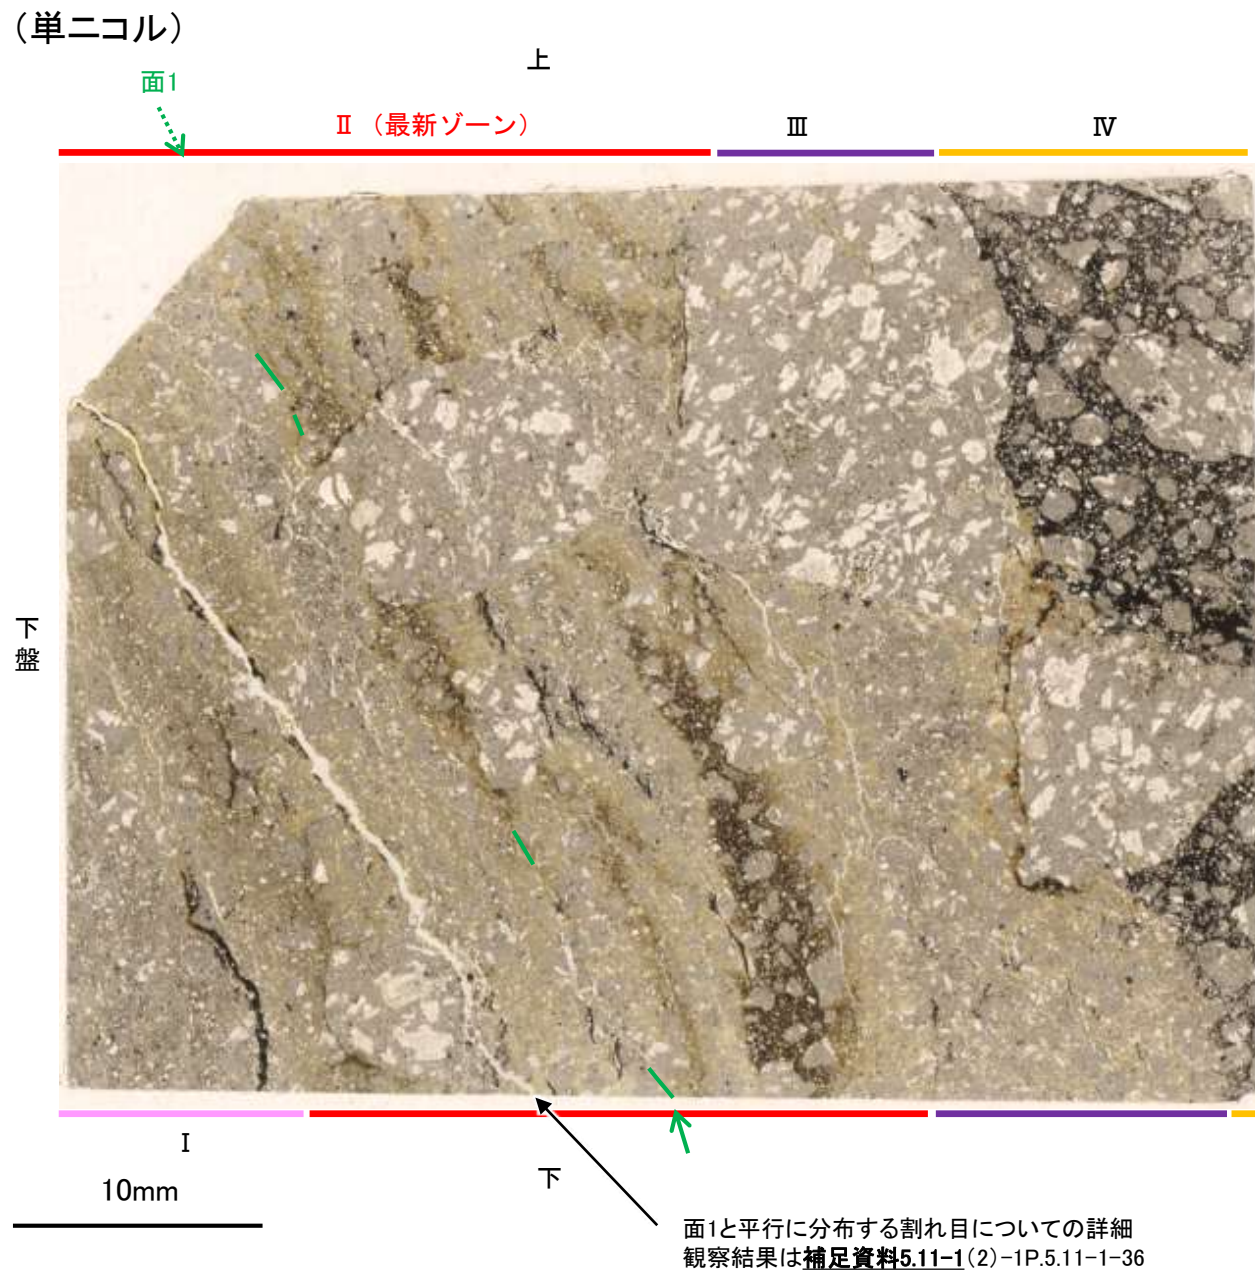 （単ニコル）
上
面1
Ⅱ （最新ゾーン）
Ⅲ
Ⅳ
下
盤
Ⅰ
下
10mm
面1と平行に分布する割れ目についての詳細
観察結果は補足資料5.11-1(2)-1P.5.11-1-36